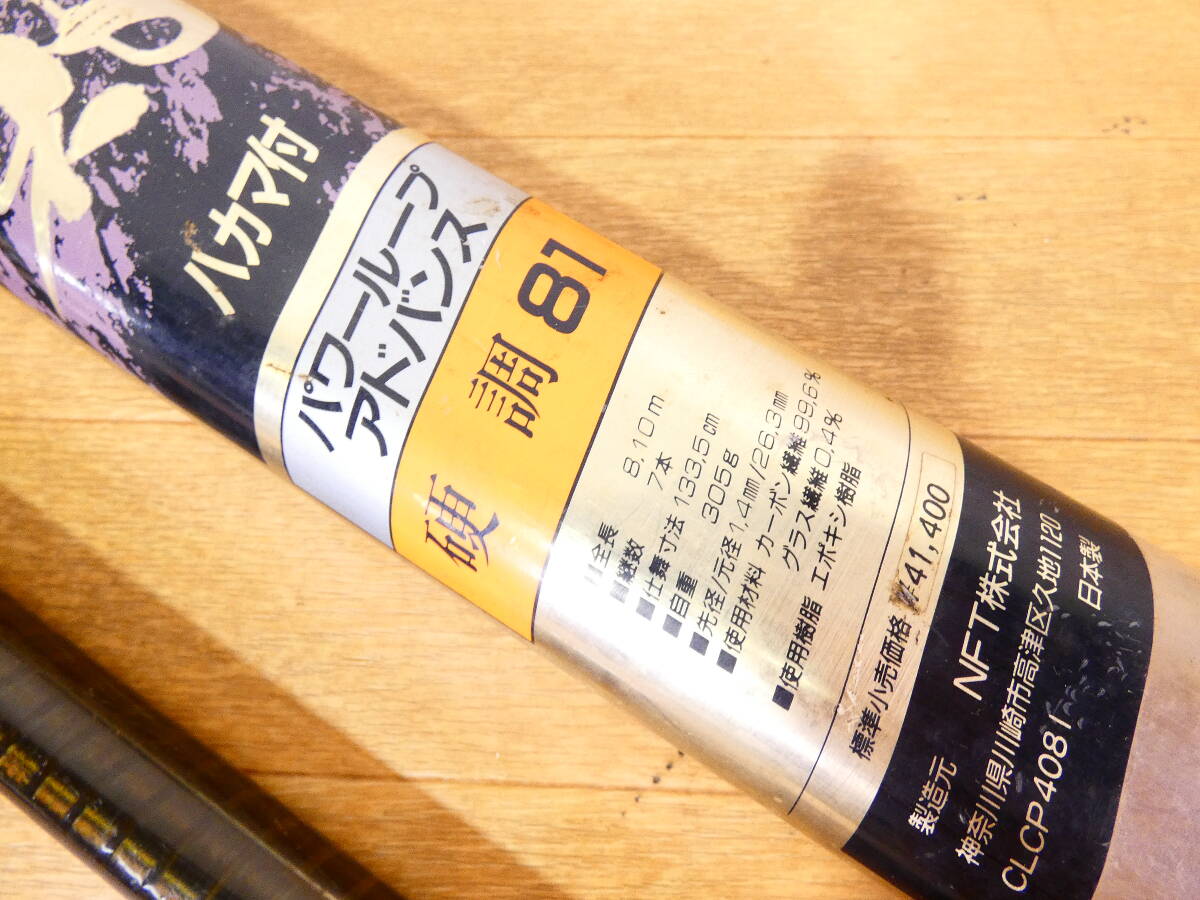 ハカマ付
パワールーフ
アドバンス
硬調81
■全長 8.10m
■継数 7本
■仕舞寸法 133.5cm
■自重 305g
■先径/元径 1.4mm/26.3mm
■使用材料 カーボン繊維99.6%
グラス繊維0.4%
■使用樹脂 エポキシ樹脂
標準小売価格 ¥41,400
製造元 NFT株式会社
神奈川県川崎市高津区久地1120
CLCP4081 日本製